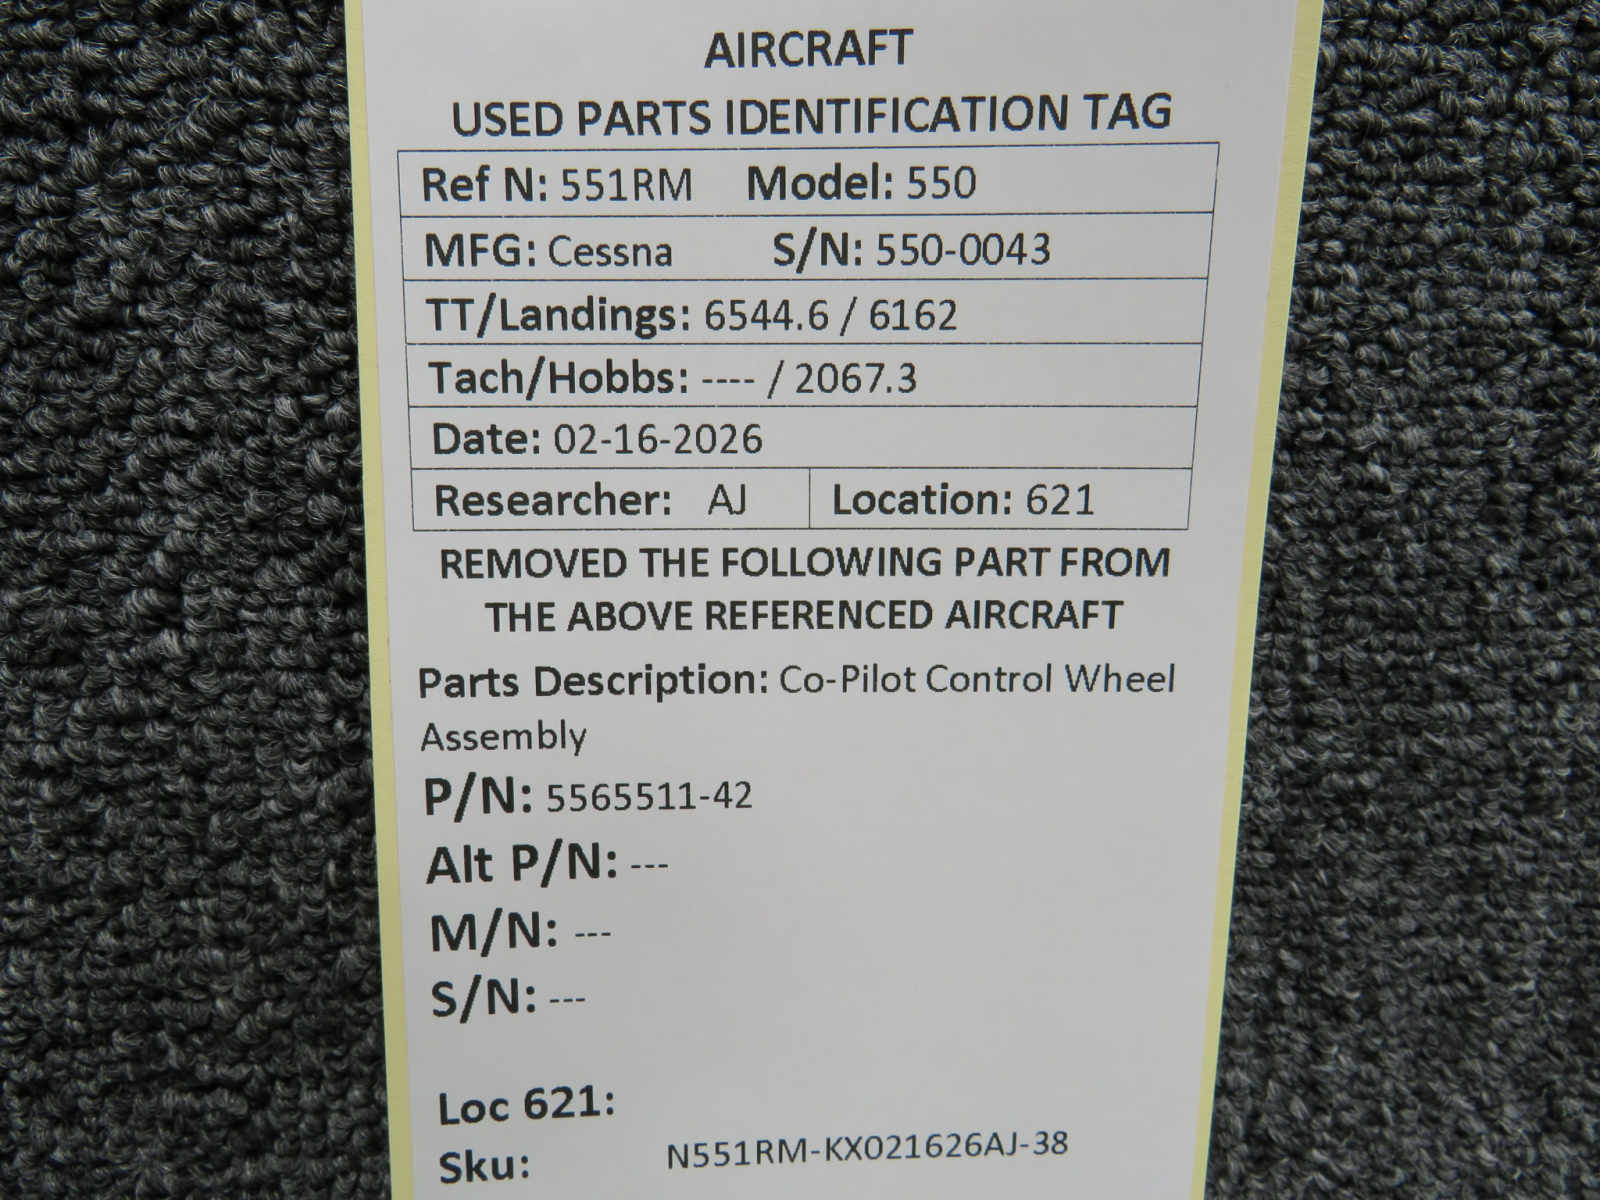 AIRCRAFT
USED PARTS IDENTIFICATION TAG
Ref N: 551RM Model: 550
MFG: Cessna S/N: 550-0043
TT/Landings: 6544.6 / 6162
Tach/Hobbs: ---- / 2067.3
Date: 02-16-2026
Researcher: AJ Location: 621
REMOVED THE FOLLOWING PART FROM
THE ABOVE REFERENCED AIRCRAFT
Parts Description: Co-Pilot Control Wheel
Assembly
P/N: 5565511-42
Alt P/N: ---
M/N: ---
S/N: ---
Loc 621:
Sku: N551RM-KX021626AJ-38